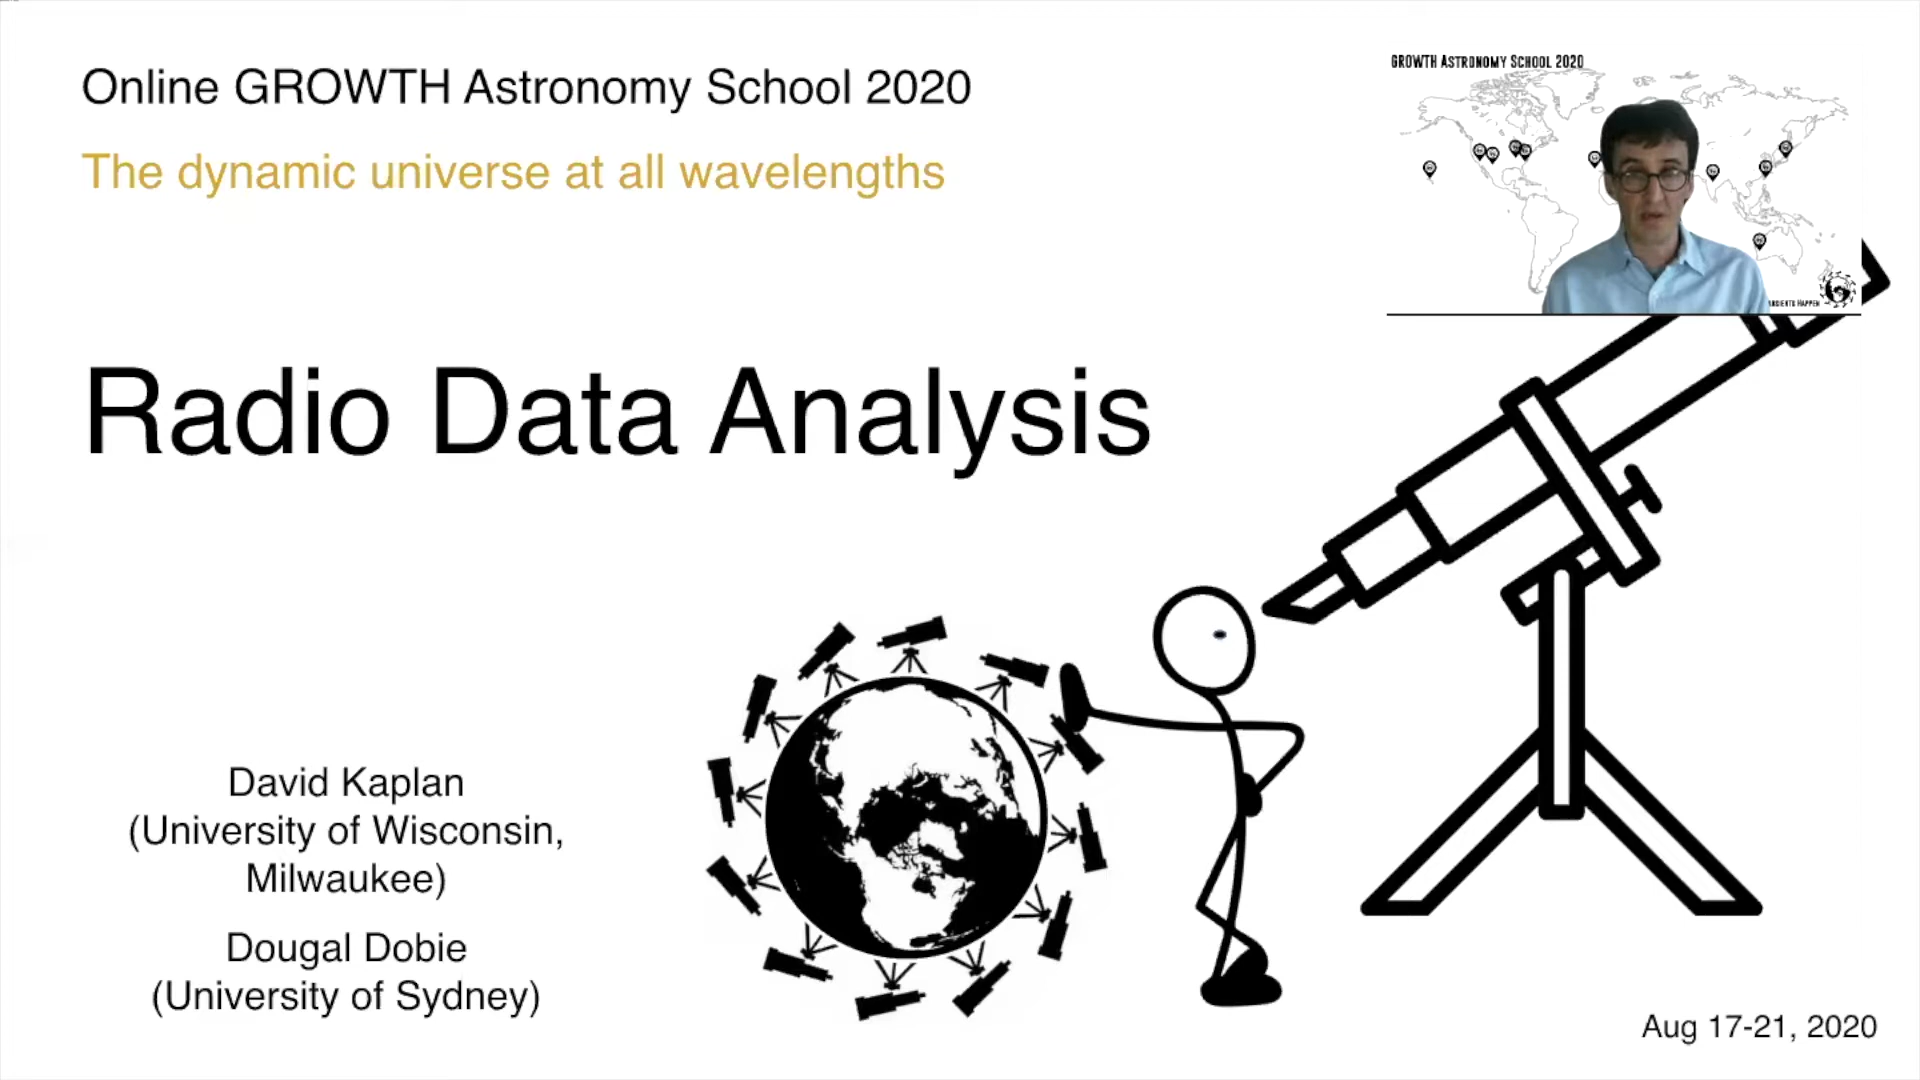 Online GROWTH Astronomy School 2020
The dynamic universe at all wavelengths
GROWTH ASTRONOMY SCHOOL 2020
HAPPEN
Radio Data Analysis
David Kaplan
(University of Wisconsin,
Milwaukee)
Dougal Dobie
(University of Sydney)
Aug 17-21, 2020